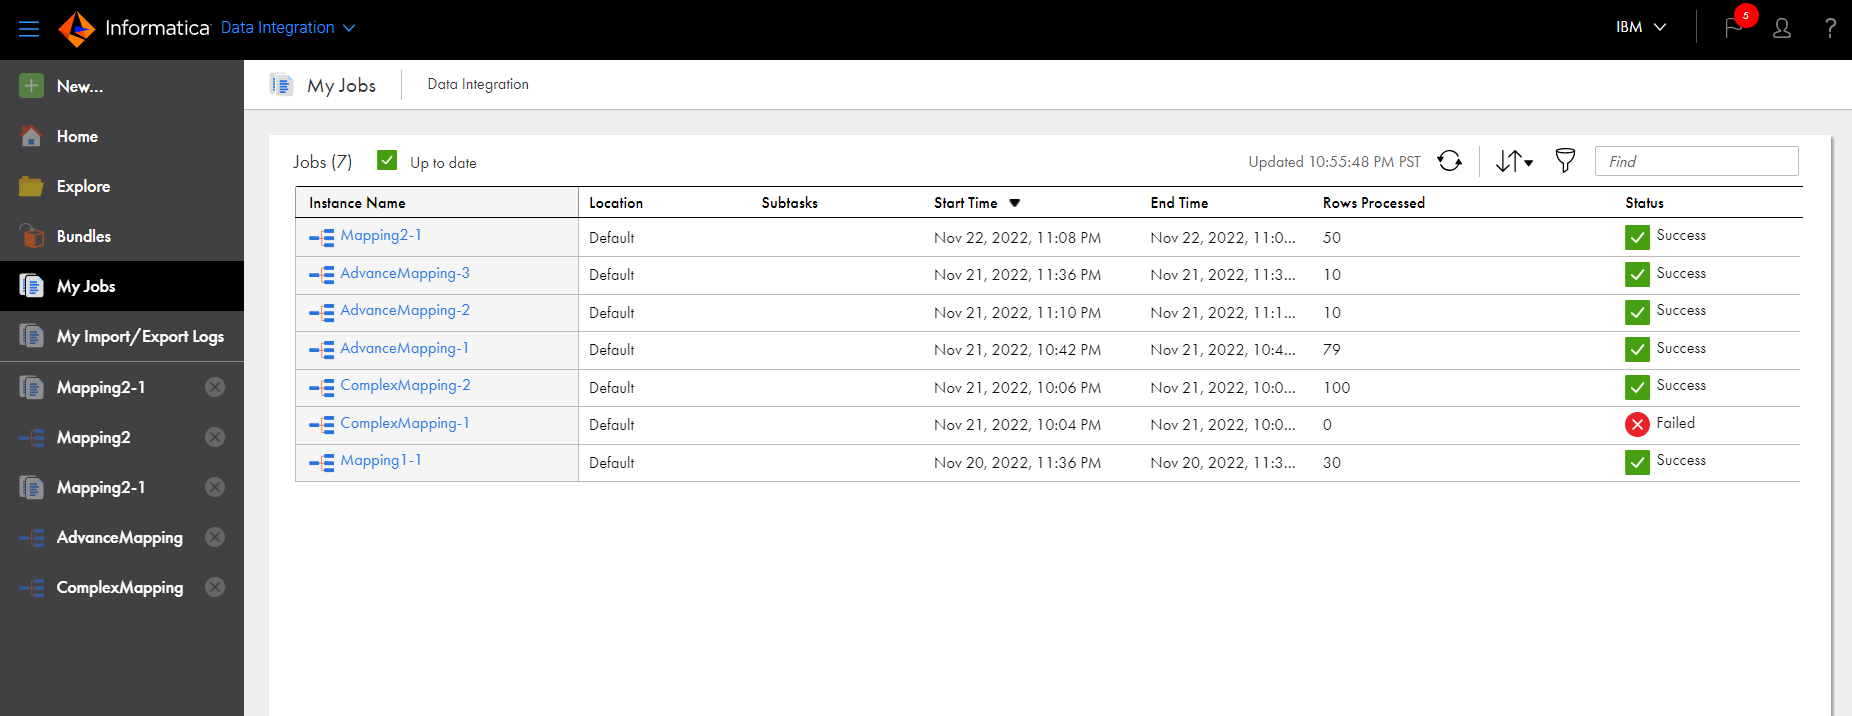 Informatica Data Integration IBM 5 ?
New...
Home
Explore
Bundles
My Jobs
My Import/Export Logs
Mapping2-1
Mapping2
Mapping2-1
AdvanceMapping
ComplexMapping
My Jobs Data Integration
Jobs (7) Up to date Updated 10:55:48 PM PST Find
Instance Name Location Subtasks Start Time End Time Rows Processed Status
Mapping2-1 Default Nov 22, 2022, 11:08 PM Nov 22, 2022, 11:0... 50 Success
AdvanceMapping-3 Default Nov 21, 2022, 11:36 PM Nov 21, 2022, 11:3... 10 Success
AdvanceMapping-2 Default Nov 21, 2022, 11:10 PM Nov 21, 2022, 11:1... 10 Success
AdvanceMapping-1 Default Nov 21, 2022, 10:42 PM Nov 21, 2022, 10:4... 79 Success
ComplexMapping-2 Default Nov 21, 2022, 10:06 PM Nov 21, 2022, 10:0... 100 Success
ComplexMapping-1 Default Nov 21, 2022, 10:04 PM Nov 21, 2022, 10:0... 0 Failed
Mapping1-1 Default Nov 20, 2022, 11:36 PM Nov 20, 2022, 11:3... 30 Success